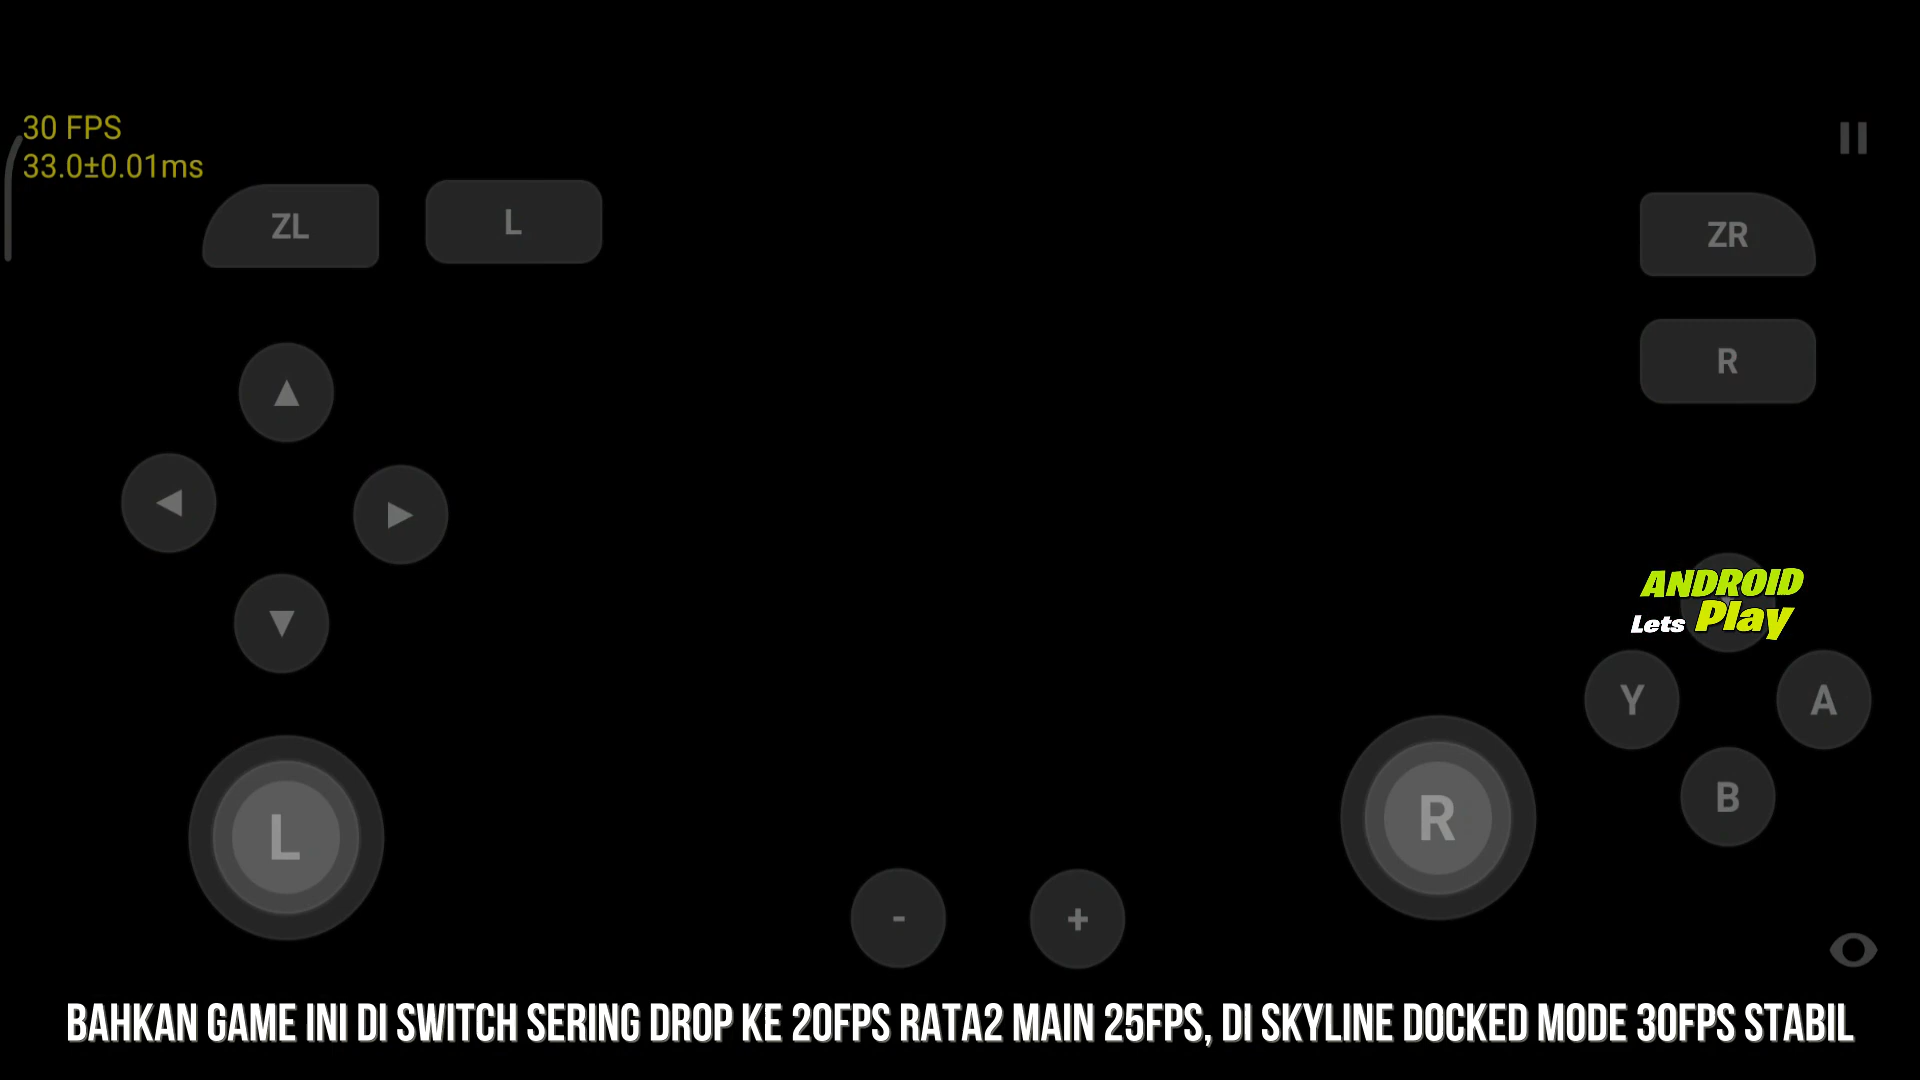 30 FPS
33.0±0.01ms
ZL
L
ZR
R
ANDROID
Lets Play
Y
A
B
L
R
-
+
BAHKAN GAME INI DI SWITCH SERING DROP KE 20FPS RATA2 MAIN 25FPS, DI SKYLINE DOCKED MODE 30FPS STABIL